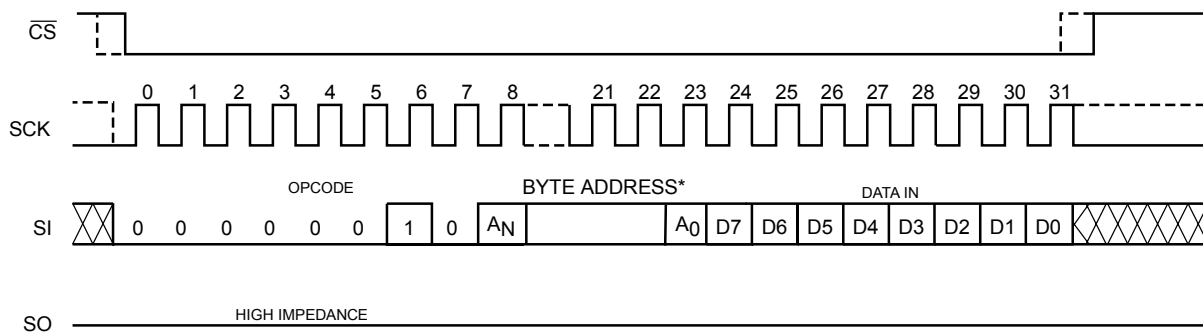 CS
0 1 2 3 4 5 6 7 8 21 22 23 24 25 26 27 28 29 30 31
SCK
OPCODE BYTE ADDRESS* DATA IN
SI 0 0 0 0 0 0 1 0 AN A0 D7 D6 D5 D4 D3 D2 D1 D0
HIGH IMPEDANCE
SO